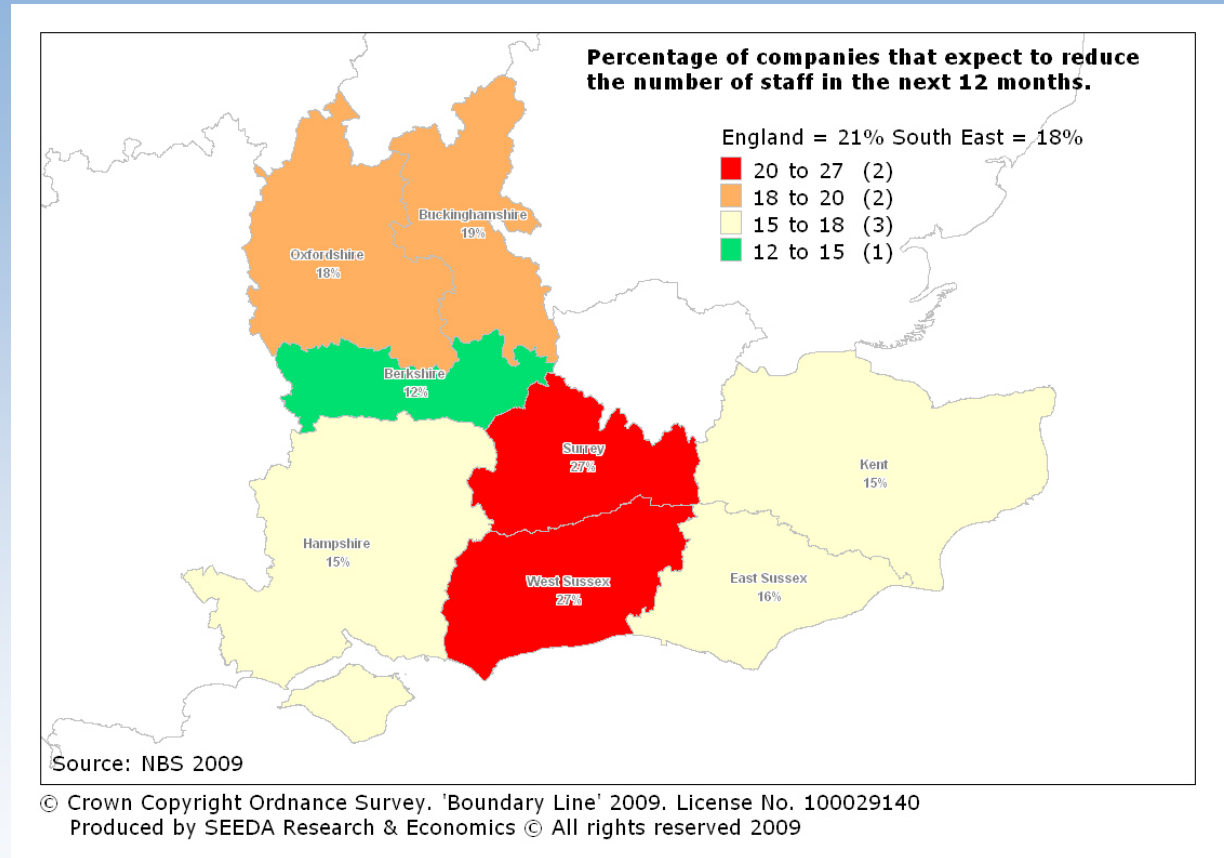 Percentage of companies that expect to reduce
the number of staff in the next 12 months.
England = 21% South East = 18%
20 to 27 (2)
18 to 20 (2)
15 to 18 (3)
12 to 15 (1)
Buckinghamshire
19%
Oxfordshire
18%
Berkshire
12%
Surrey
27%
Kent
15%
Hampshire
15%
West Sussex
27%
East Sussex
16%
Source: NBS 2009
© Crown Copyright Ordnance Survey. 'Boundary Line' 2009. License No. 100029140
Produced by SEEDA Research & Economics © All rights reserved 2009